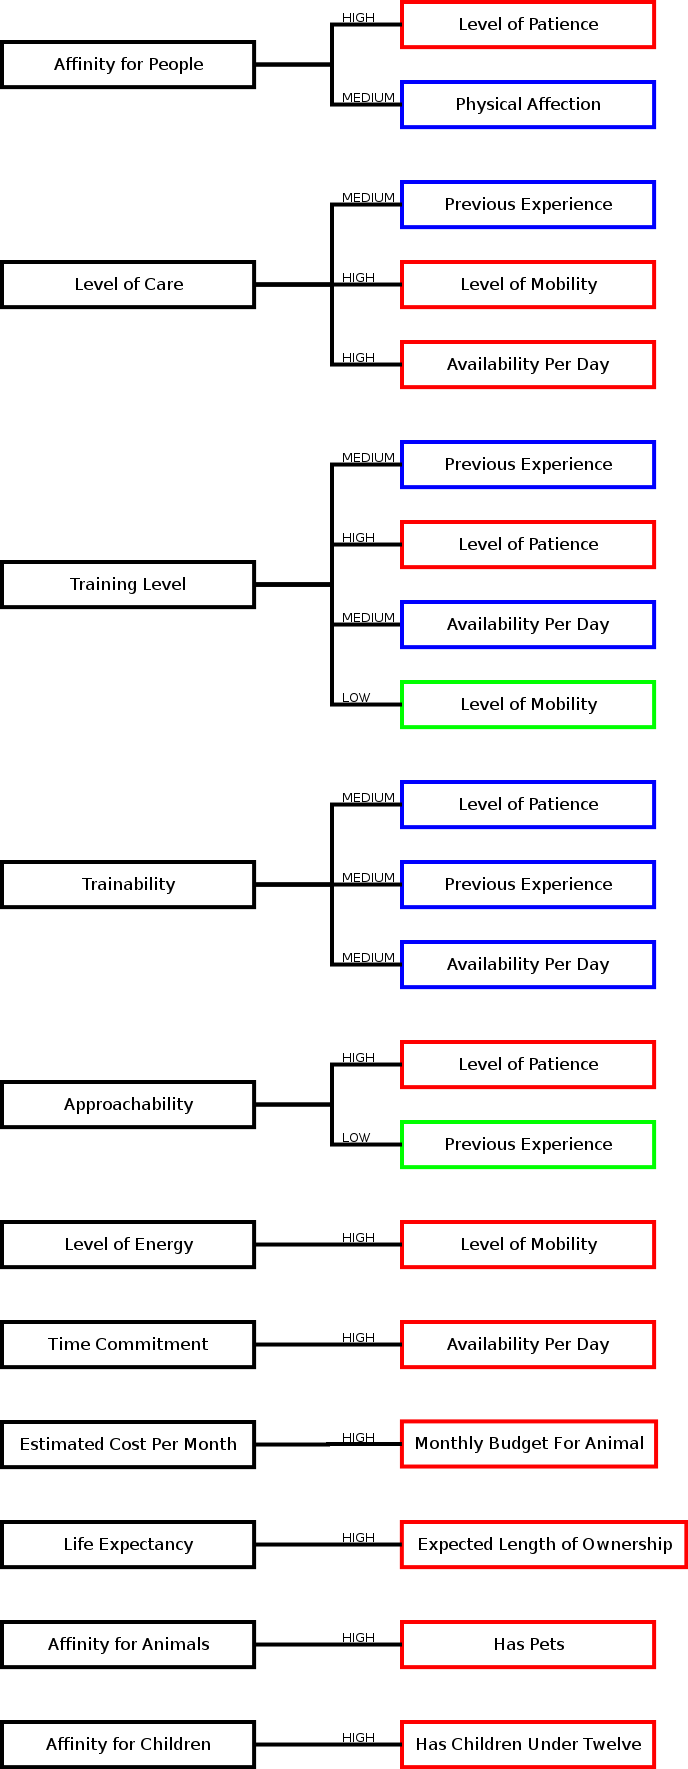 HIGH
Level of Patience
Affinity for People
MEDIUM
Physical Affection
MEDIUM
Previous Experience
Level of Care
HIGH
Level of Mobility
HIGH
Availability Per Day
MEDIUM
Previous Experience
HIGH
Level of Patience
Training Level
MEDIUM
Availability Per Day
LOW
Level of Mobility
MEDIUM
Level of Patience
Trainability
MEDIUM
Previous Experience
MEDIUM
Availability Per Day
HIGH
Level of Patience
Approachability
LOW
Previous Experience
Level of Energy
HIGH
Level of Mobility
Time Commitment
HIGH
Availability Per Day
Estimated Cost Per Month
HIGH
Monthly Budget For Animal
Life Expectancy
HIGH
Expected Length of Ownership
Affinity for Animals
HIGH
Has Pets
Affinity for Children
HIGH
Has Children Under Twelve